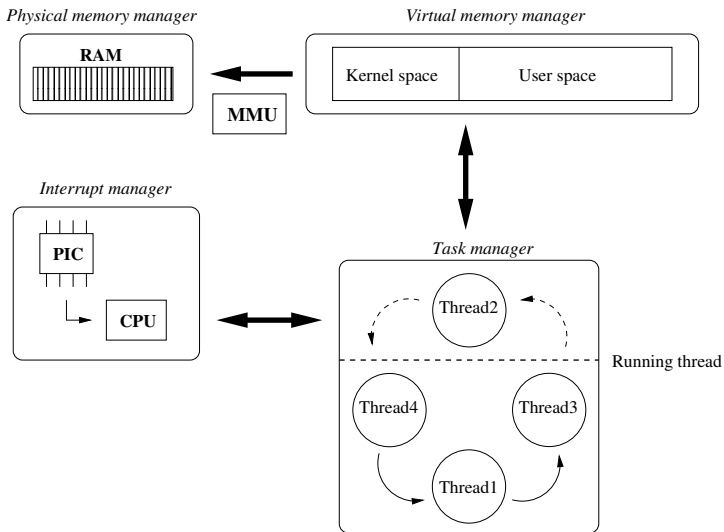 Physical memory manager
Virtual memory manager
RAM
Kernel space
User space
MMU
Interrupt manager
PIC
CPU
Task manager
Thread2
Running thread
Thread4
Thread3
Thread1